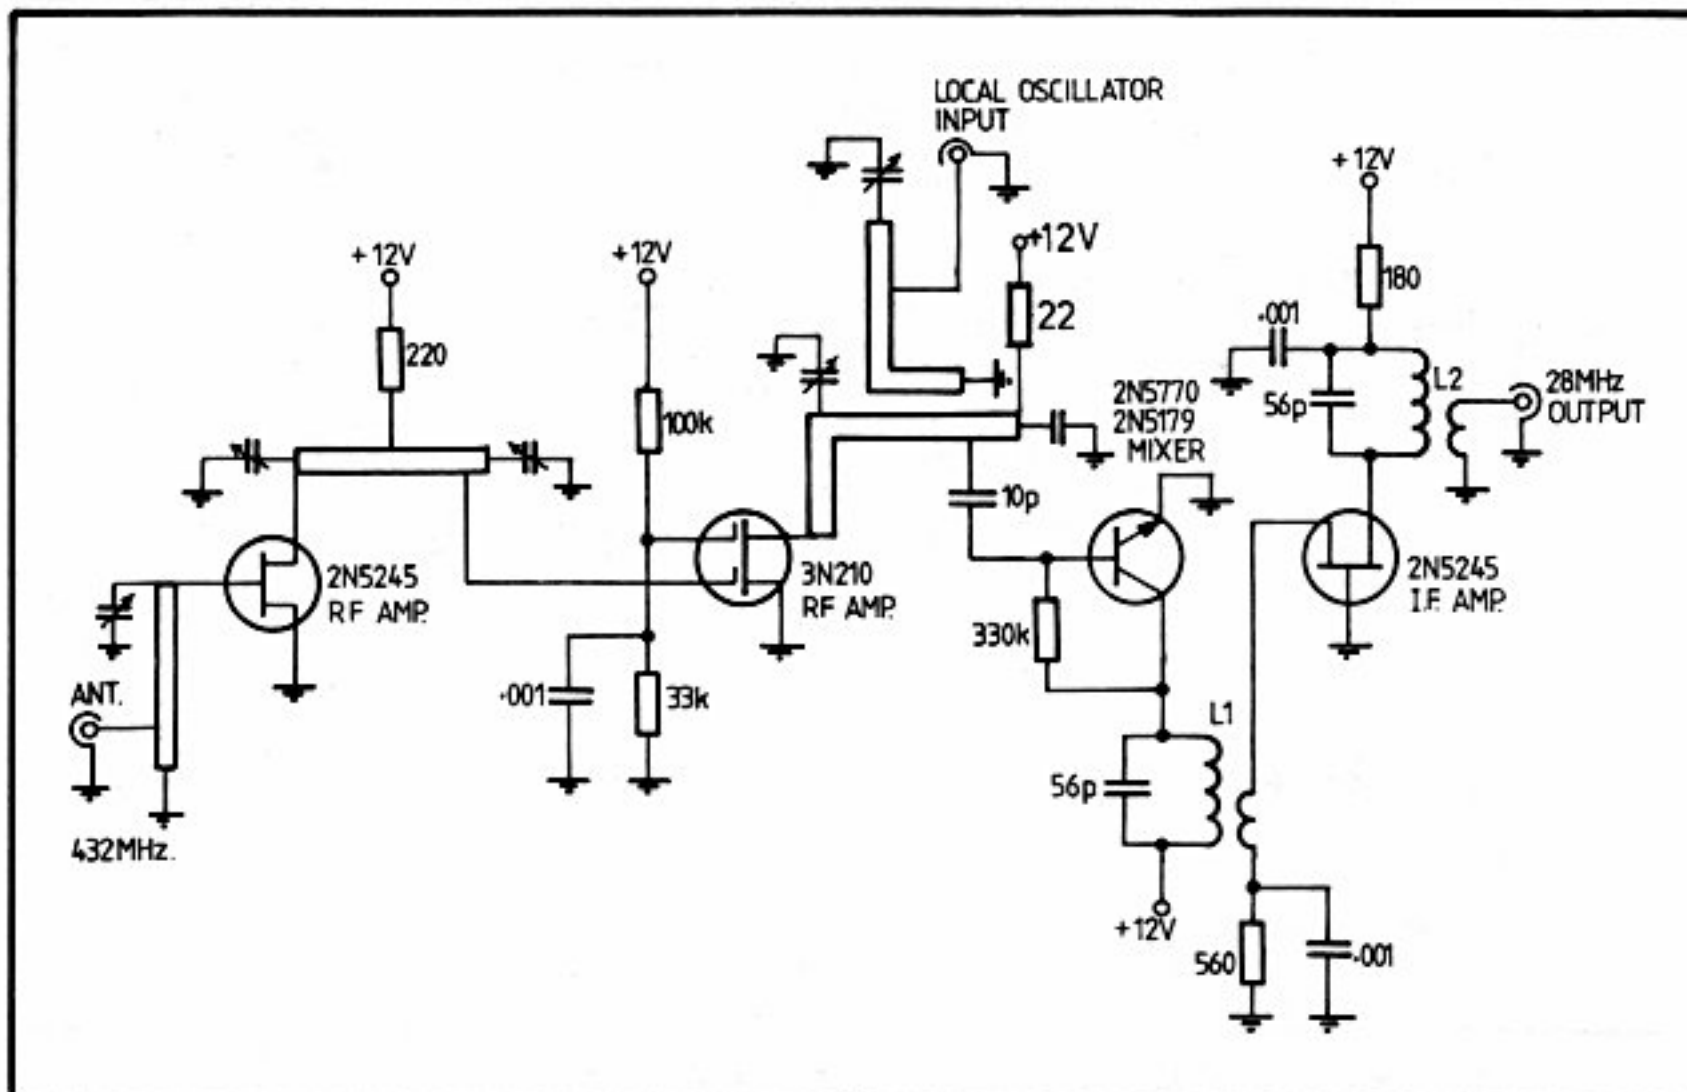 LOCAL OSCILLATOR
INPUT
+12V
+12V
+12V
+12V
220
100k
22
180
.001
56p
L2
28MHz
OUTPUT
2N5770
2N5179
MIXER
10p
2N5245
RF AMP.
3N210
RF AMP.
2N5245
I.F. AMP.
330k
ANT.
.001
33k
L1
56p
432MHz.
+12V
560
.001